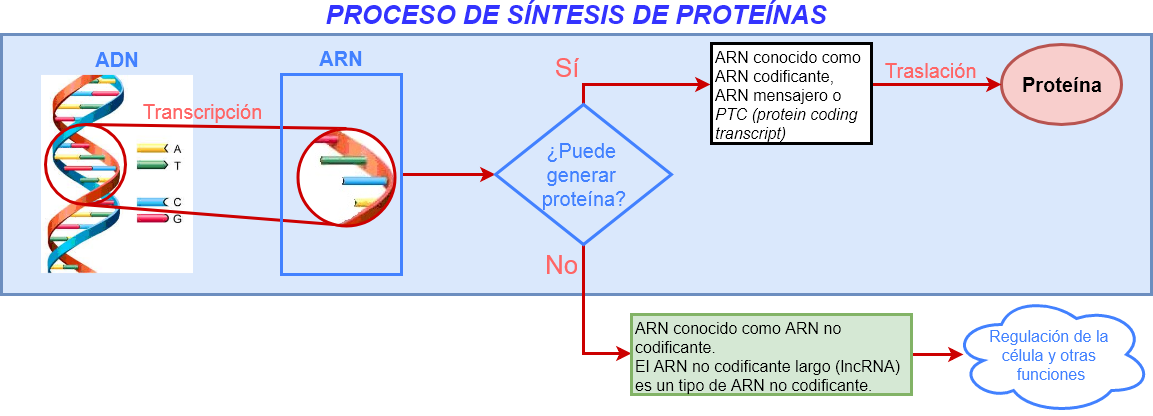 PROCESO DE SÍNTESIS DE PROTEÍNAS
ADN
Transcripción
A
T
C
G
ARN
¿Puede
generar
proteína?
Sí
ARN conocido como
ARN codificante,
ARN mensajero o
PTC (protein coding
transcript)
Traslación
Proteína
No
ARN conocido como ARN no
codificante.
El ARN no codificante largo (lncRNA)
es un tipo de ARN no codificante.
Regulación de la
célula y otras
funciones